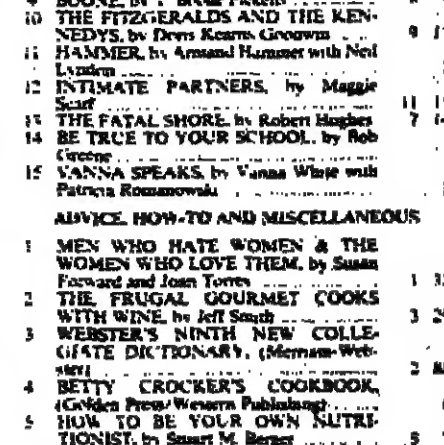 BOONE, by T.
10 THE FITZGERALDS AND THE KEN-
NEDYS, by Doris Kearns Goodwin
11 HAMMER, by Armand Hammer with Neil
Lyndon
12 INTIMATE PARTNERS, by Maggie
Scarf
13 THE FATAL SHORE, by Robert Hughes
14 BE TRUE TO YOUR SCHOOL, by Bob
Greene
15 VANNA SPEAKS, by Vanna White with
Patricia Romanowski
ADVICE, HOW-TO AND MISCELLANEOUS
1 MEN WHO HATE WOMEN & THE
WOMEN WHO LOVE THEM, by Susan
Forward and Joan Torres 1
2 THE FRUGAL GOURMET COOKS
WITH WINE, by Jeff Smith 3
3 WEBSTER'S NINTH NEW COLLE-
GIATE DICTIONARY, (Merriam-Web-
ster) 2
4 BETTY CROCKER'S COOKBOOK,
(Golden Press/Western Publishing)
5 HOW TO BE YOUR OWN NUTRI-
TIONIST, by Stuart M. Berger